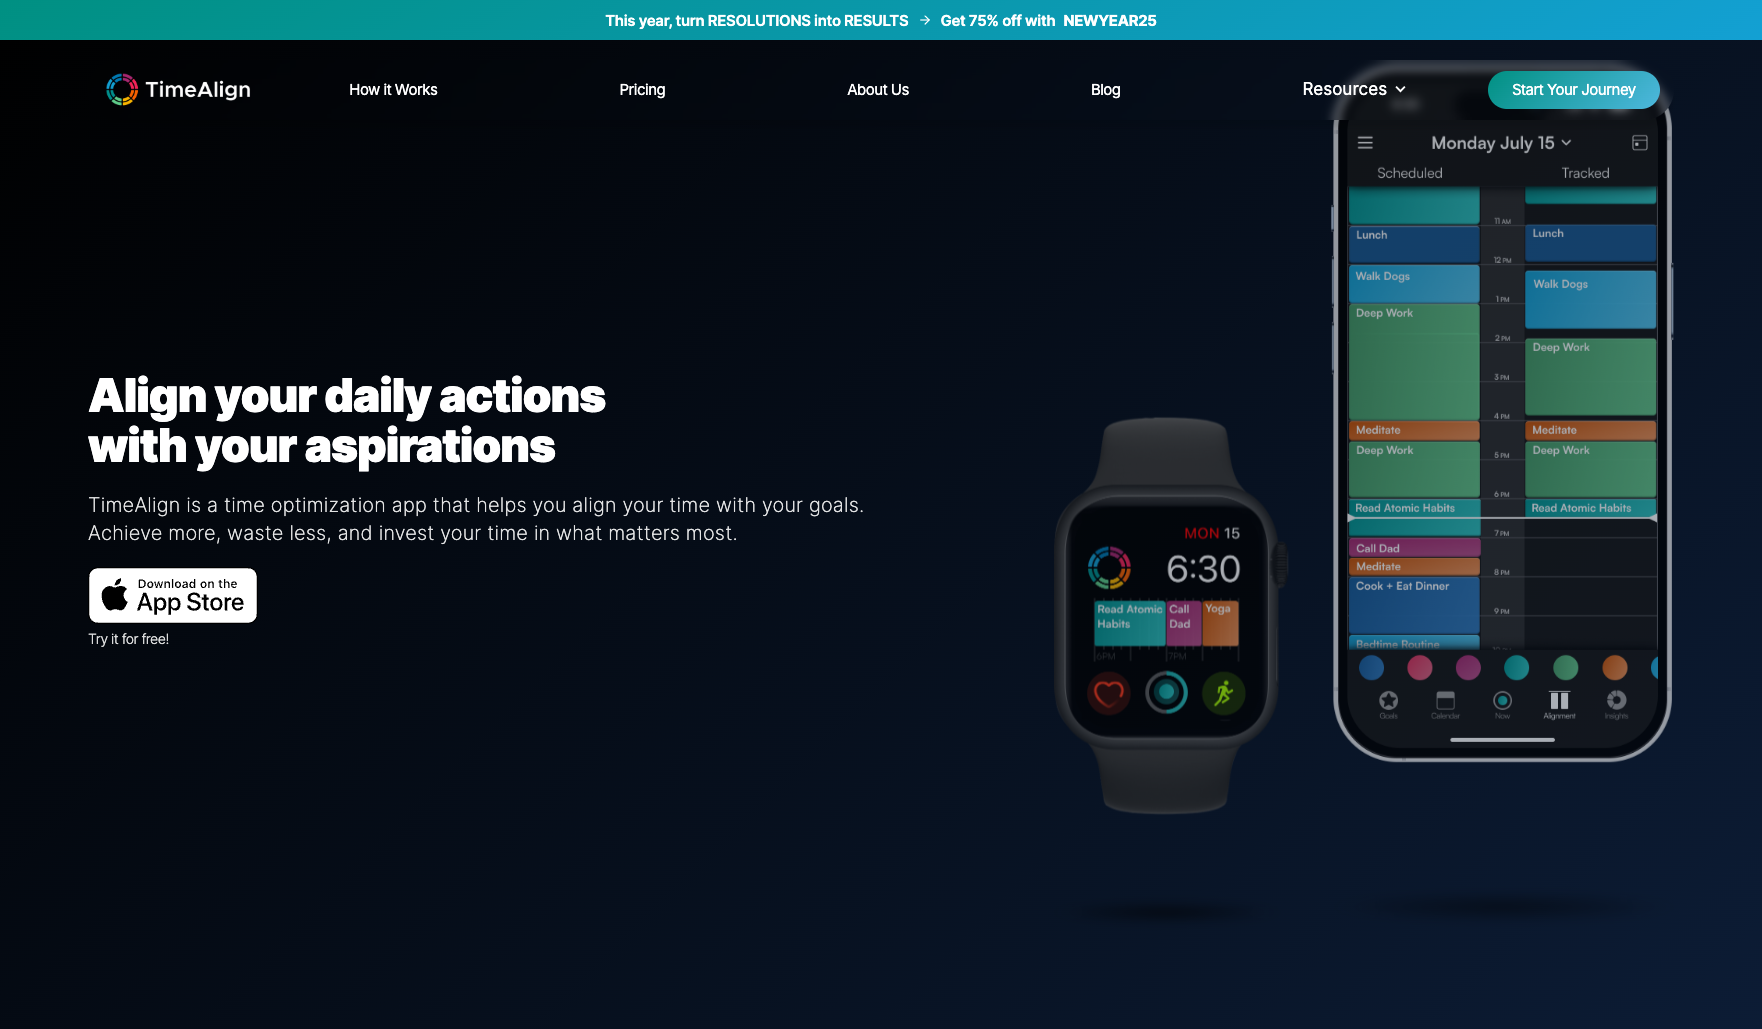 This year, turn RESOLUTIONS into RESULTS → Get 75% off with NEWYEAR25
TimeAlign
How it Works
Pricing
About Us
Blog
Resources
Start Your Journey
Align your daily actions
with your aspirations
TimeAlign is a time optimization app that helps you align your time with your goals.
Achieve more, waste less, and invest your time in what matters most.
Download on the
App Store
Try it for free!
MON 15
6:30
Read Atomic
Habits
Call
Dad
Yoga
6PM
7PM
Monday July 15
Scheduled
Tracked
11 AM
Lunch
Lunch
12 PM
Walk Dogs
Walk Dogs
1 PM
Deep Work
2 PM
Deep Work
3 PM
4 PM
Meditate
Meditate
Deep Work
5 PM
Deep Work
6 PM
Read Atomic Habits
Read Atomic Habits
7 PM
Call Dad
Meditate
8 PM
Cook + Eat Dinner
9 PM
Bedtime Routine
Goals
Calendar
Now
Alignment
Insights